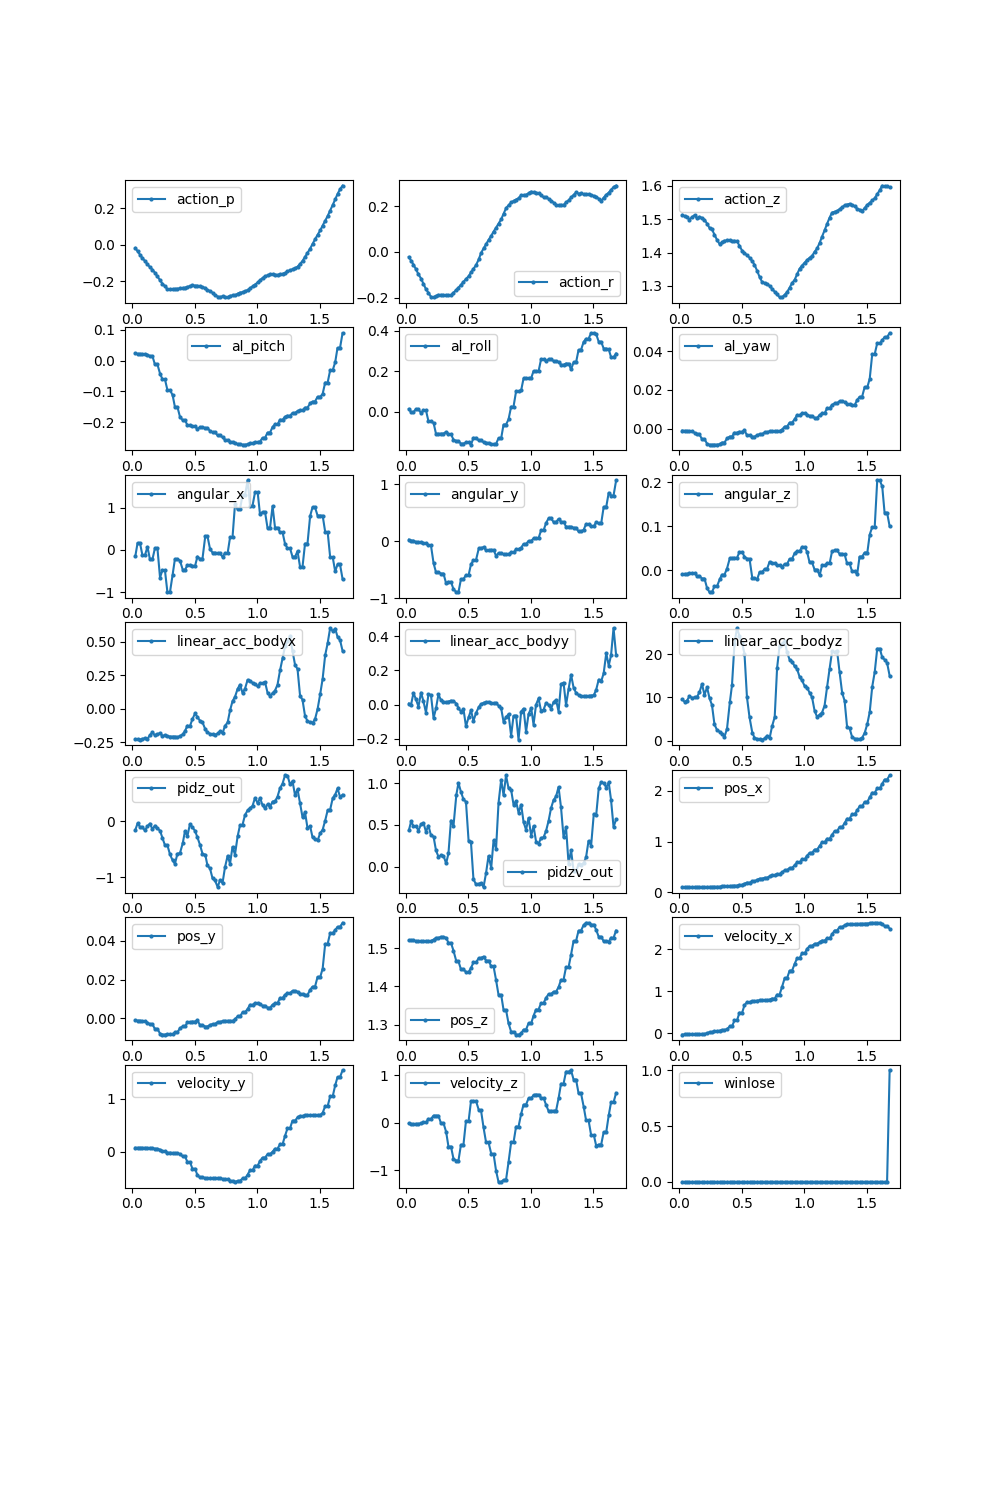 action_p
0.2
0.0
−0.2
0.0 0.5 1.0 1.5
action_r
0.2
0.0
−0.2
0.0 0.5 1.0 1.5
action_z
1.6
1.5
1.4
1.3
0.0 0.5 1.0 1.5
al_pitch
0.1
0.0
−0.1
−0.2
0.0 0.5 1.0 1.5
al_roll
0.4
0.2
0.0
0.0 0.5 1.0 1.5
al_yaw
0.04
0.02
0.00
0.0 0.5 1.0 1.5
angular_x
1
0
−1
0.0 0.5 1.0 1.5
angular_y
1
0
−1
0.0 0.5 1.0 1.5
angular_z
0.2
0.1
0.0
0.0 0.5 1.0 1.5
linear_acc_bodyx
0.50
0.25
0.00
−0.25
0.0 0.5 1.0 1.5
linear_acc_bodyy
0.4
0.2
0.0
−0.2
0.0 0.5 1.0 1.5
linear_acc_bodyz
20
10
0
0.0 0.5 1.0 1.5
pidz_out
0
−1
0.0 0.5 1.0 1.5
pidzv_out
1.0
0.5
0.0
0.0 0.5 1.0 1.5
pos_x
2
1
0
0.0 0.5 1.0 1.5
pos_y
0.04
0.02
0.00
0.0 0.5 1.0 1.5
pos_z
1.5
1.4
1.3
0.0 0.5 1.0 1.5
velocity_x
2
1
0
0.0 0.5 1.0 1.5
velocity_y
1
0
0.0 0.5 1.0 1.5
velocity_z
1
0
−1
0.0 0.5 1.0 1.5
winlose
1.0
0.5
0.0
0.0 0.5 1.0 1.5